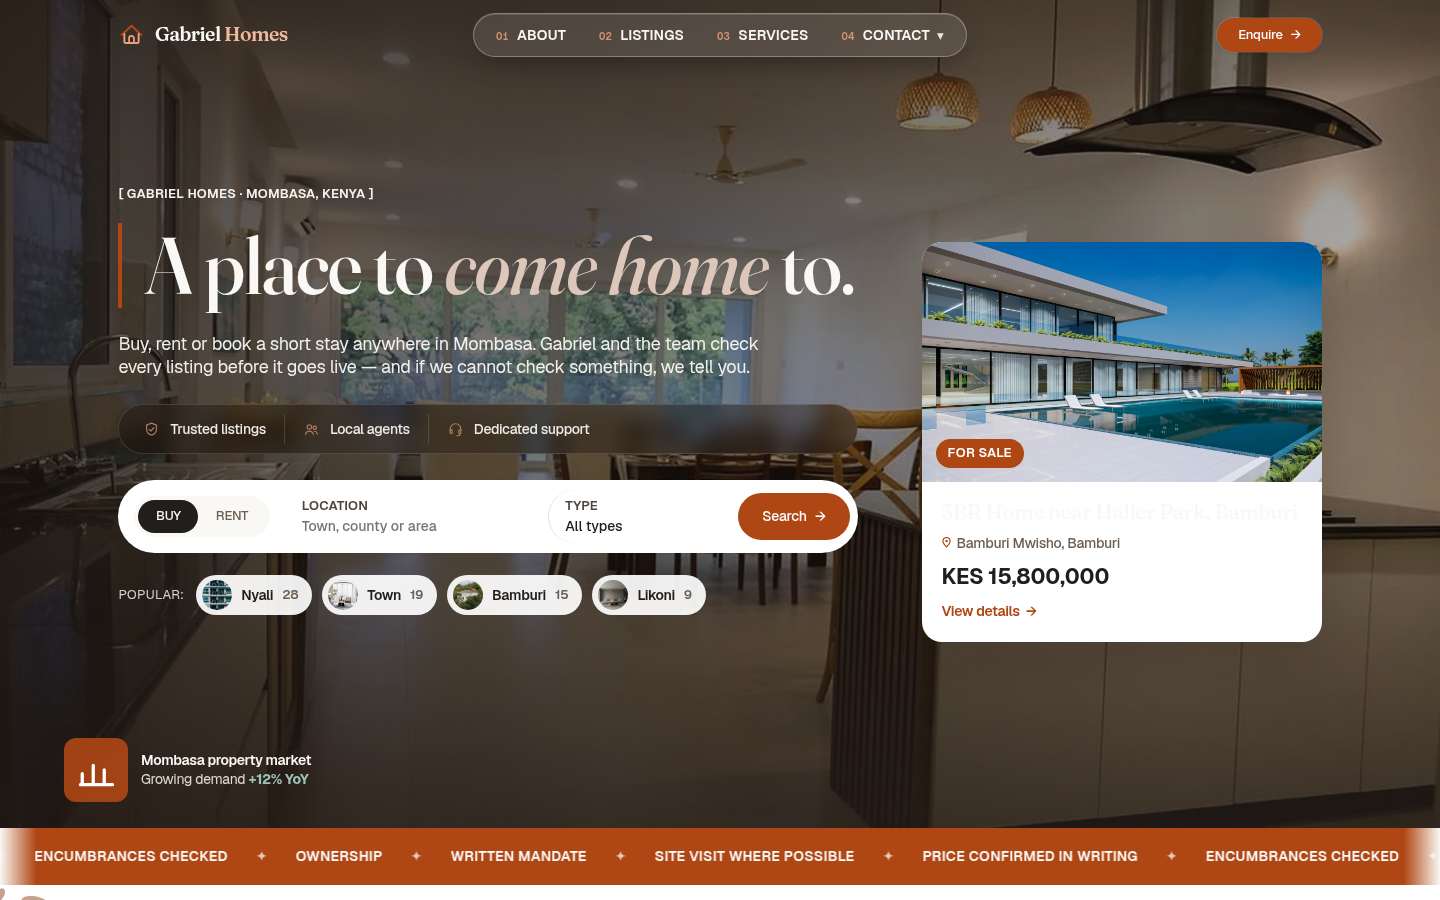 Gabriel Homes
01 ABOUT 02 LISTINGS 03 SERVICES 04 CONTACT ▾
Enquire →
[ GABRIEL HOMES · MOMBASA, KENYA ]
A place to come home to.
Buy, rent or book a short stay anywhere in Mombasa. Gabriel and the team check
every listing before it goes live — and if we cannot check something, we tell you.
Trusted listings
Local agents
Dedicated support
BUY RENT
LOCATION
Town, county or area
TYPE
All types
Search →
POPULAR: Nyali 28 Town 19 Bamburi 15 Likoni 9
FOR SALE
3BR Home near Haller Park, Bamburi
Bamburi Mwisho, Bamburi
KES 15,800,000
View details →
Mombasa property market
Growing demand +12% YoY
ENCUMBRANCES CHECKED ✦ OWNERSHIP ✦ WRITTEN MANDATE ✦ SITE VISIT WHERE POSSIBLE ✦ PRICE CONFIRMED IN WRITING ✦ ENCUMBRANCES CHECKED